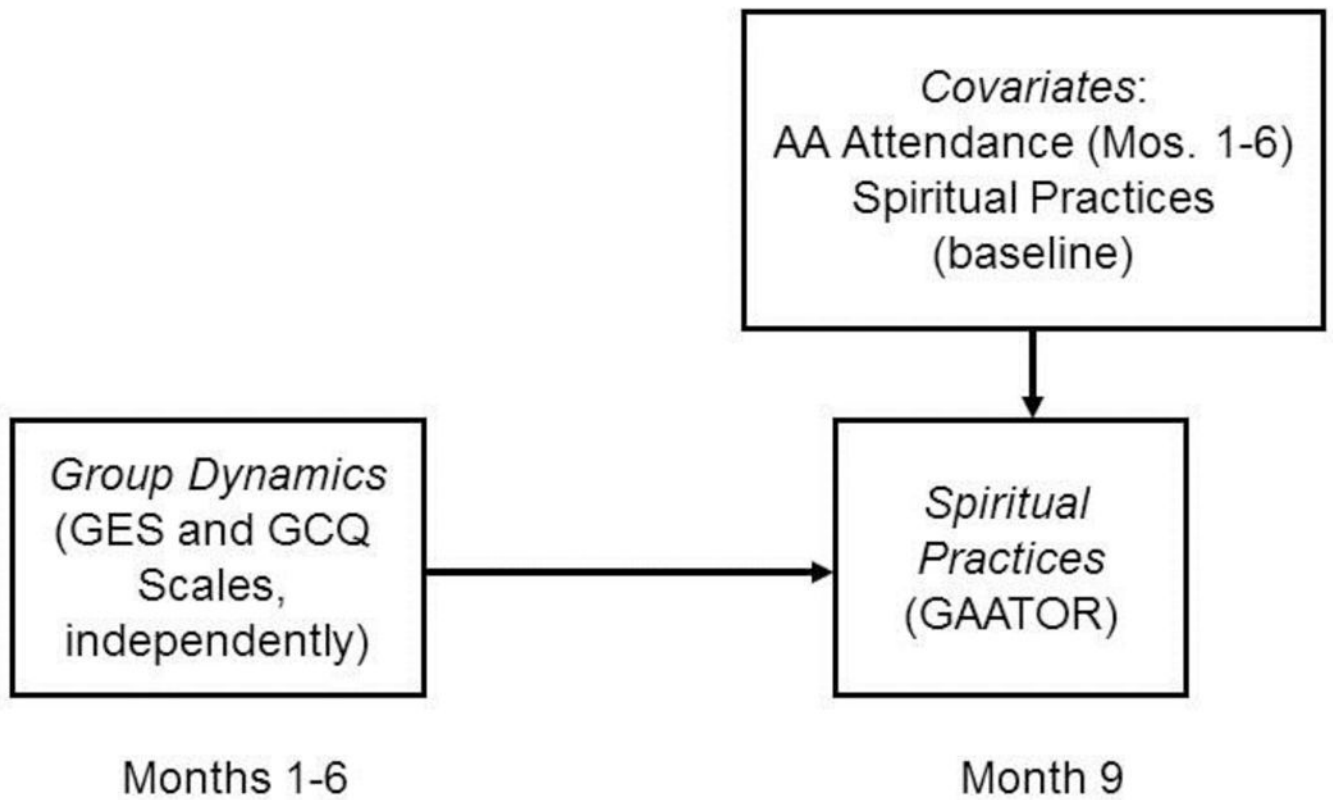 Covariates:
AA Attendance (Mos. 1-6)
Spiritual Practices
(baseline)
Group Dynamics
(GES and GCQ
Scales,
independently)
Spiritual
Practices
(GAATOR)
Months 1-6
Month 9